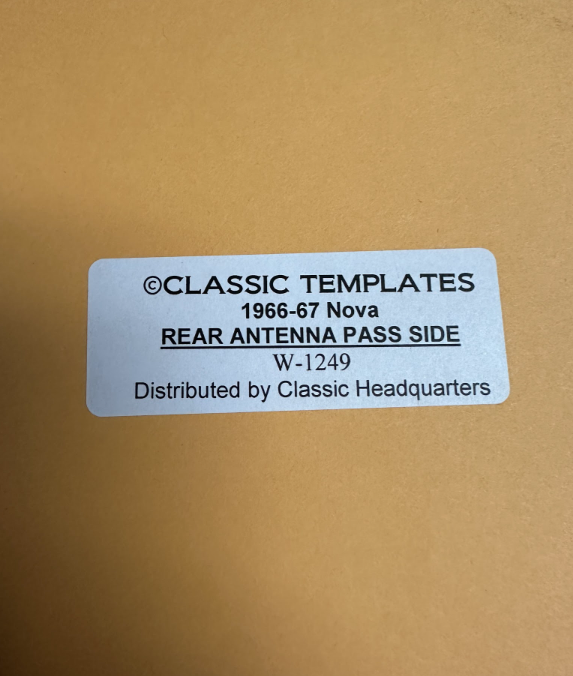 ©CLASSIC TEMPLATES
1966-67 Nova
REAR ANTENNA PASS SIDE
W-1249
Distributed by Classic Headquarters